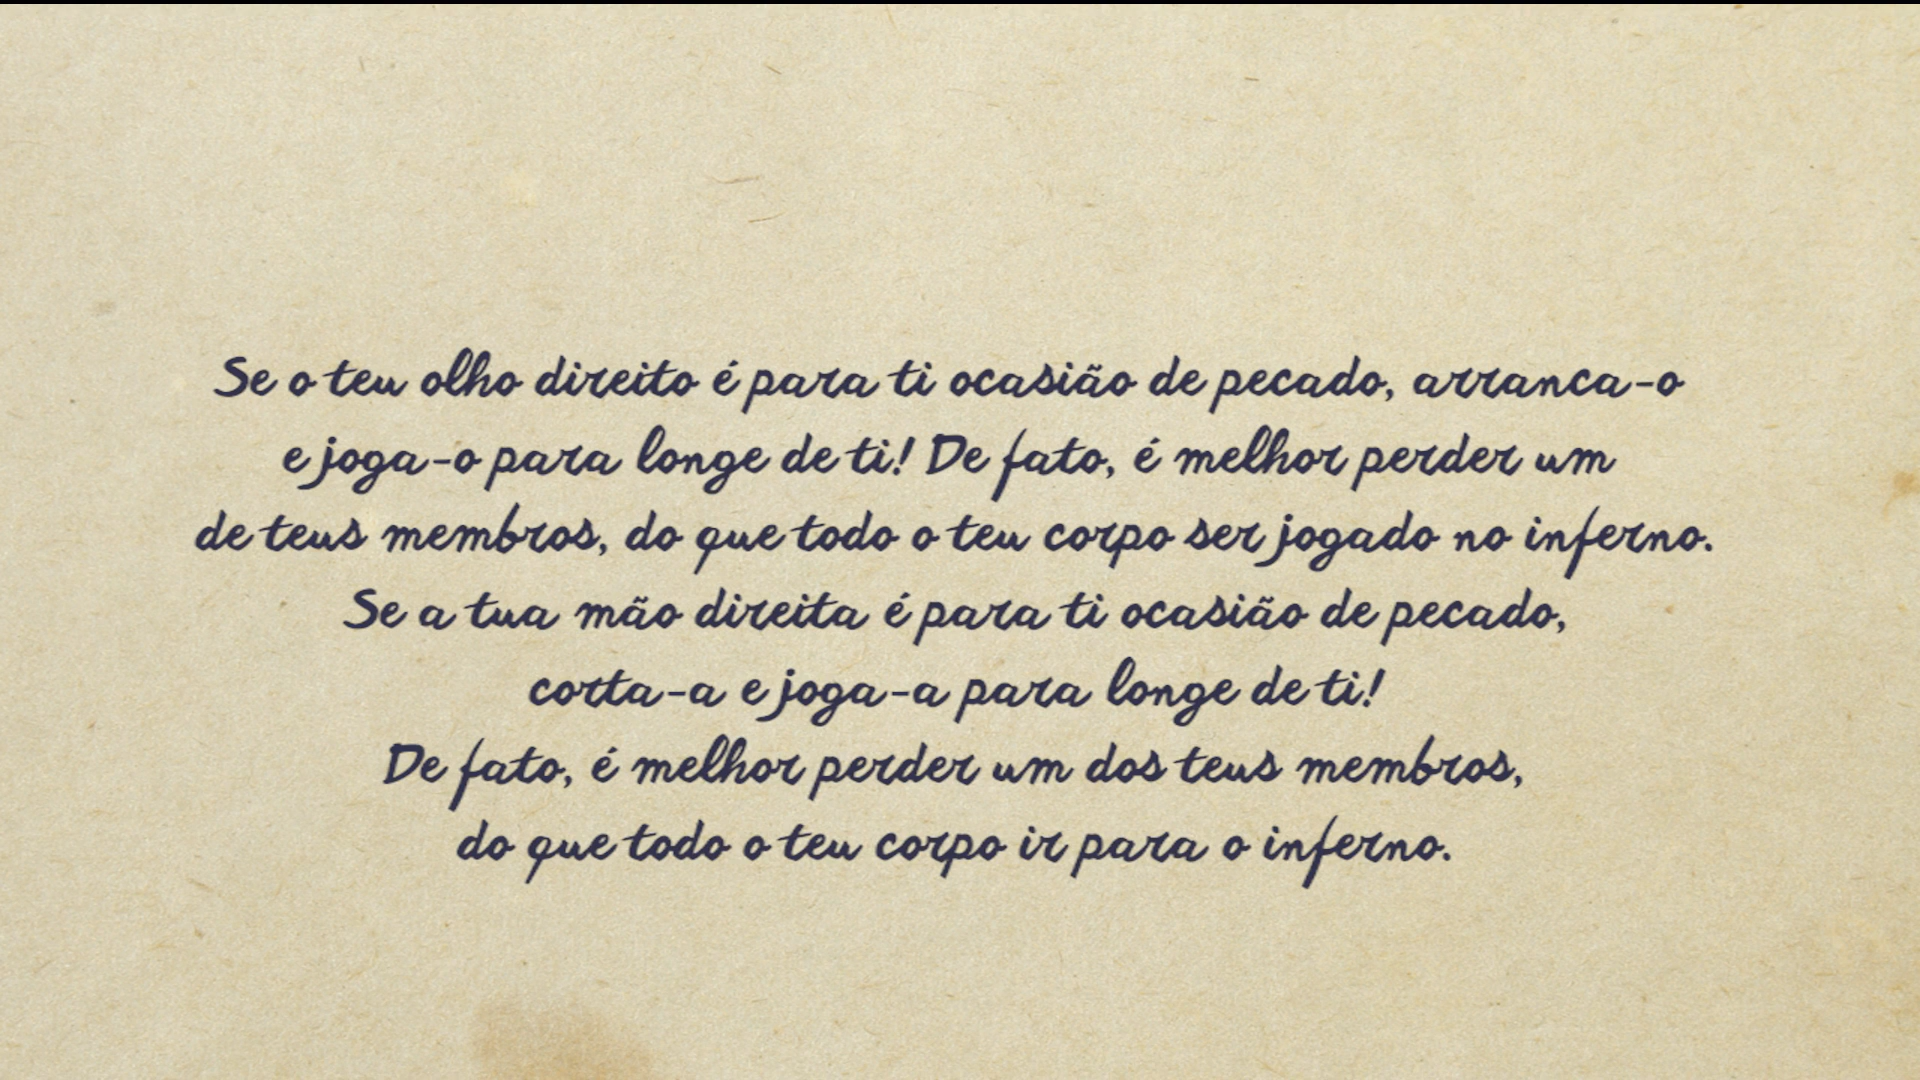 Se o teu olho direito é para ti ocasião de pecado, arranca-o
e joga-o para longe de ti! De fato, é melhor perder um
de teus membros, do que todo o teu corpo ser jogado no inferno.
Se a tua mão direita é para ti ocasião de pecado,
corta-a e joga-a para longe de ti!
De fato, é melhor perder um dos teus membros,
do que todo o teu corpo ir para o inferno.